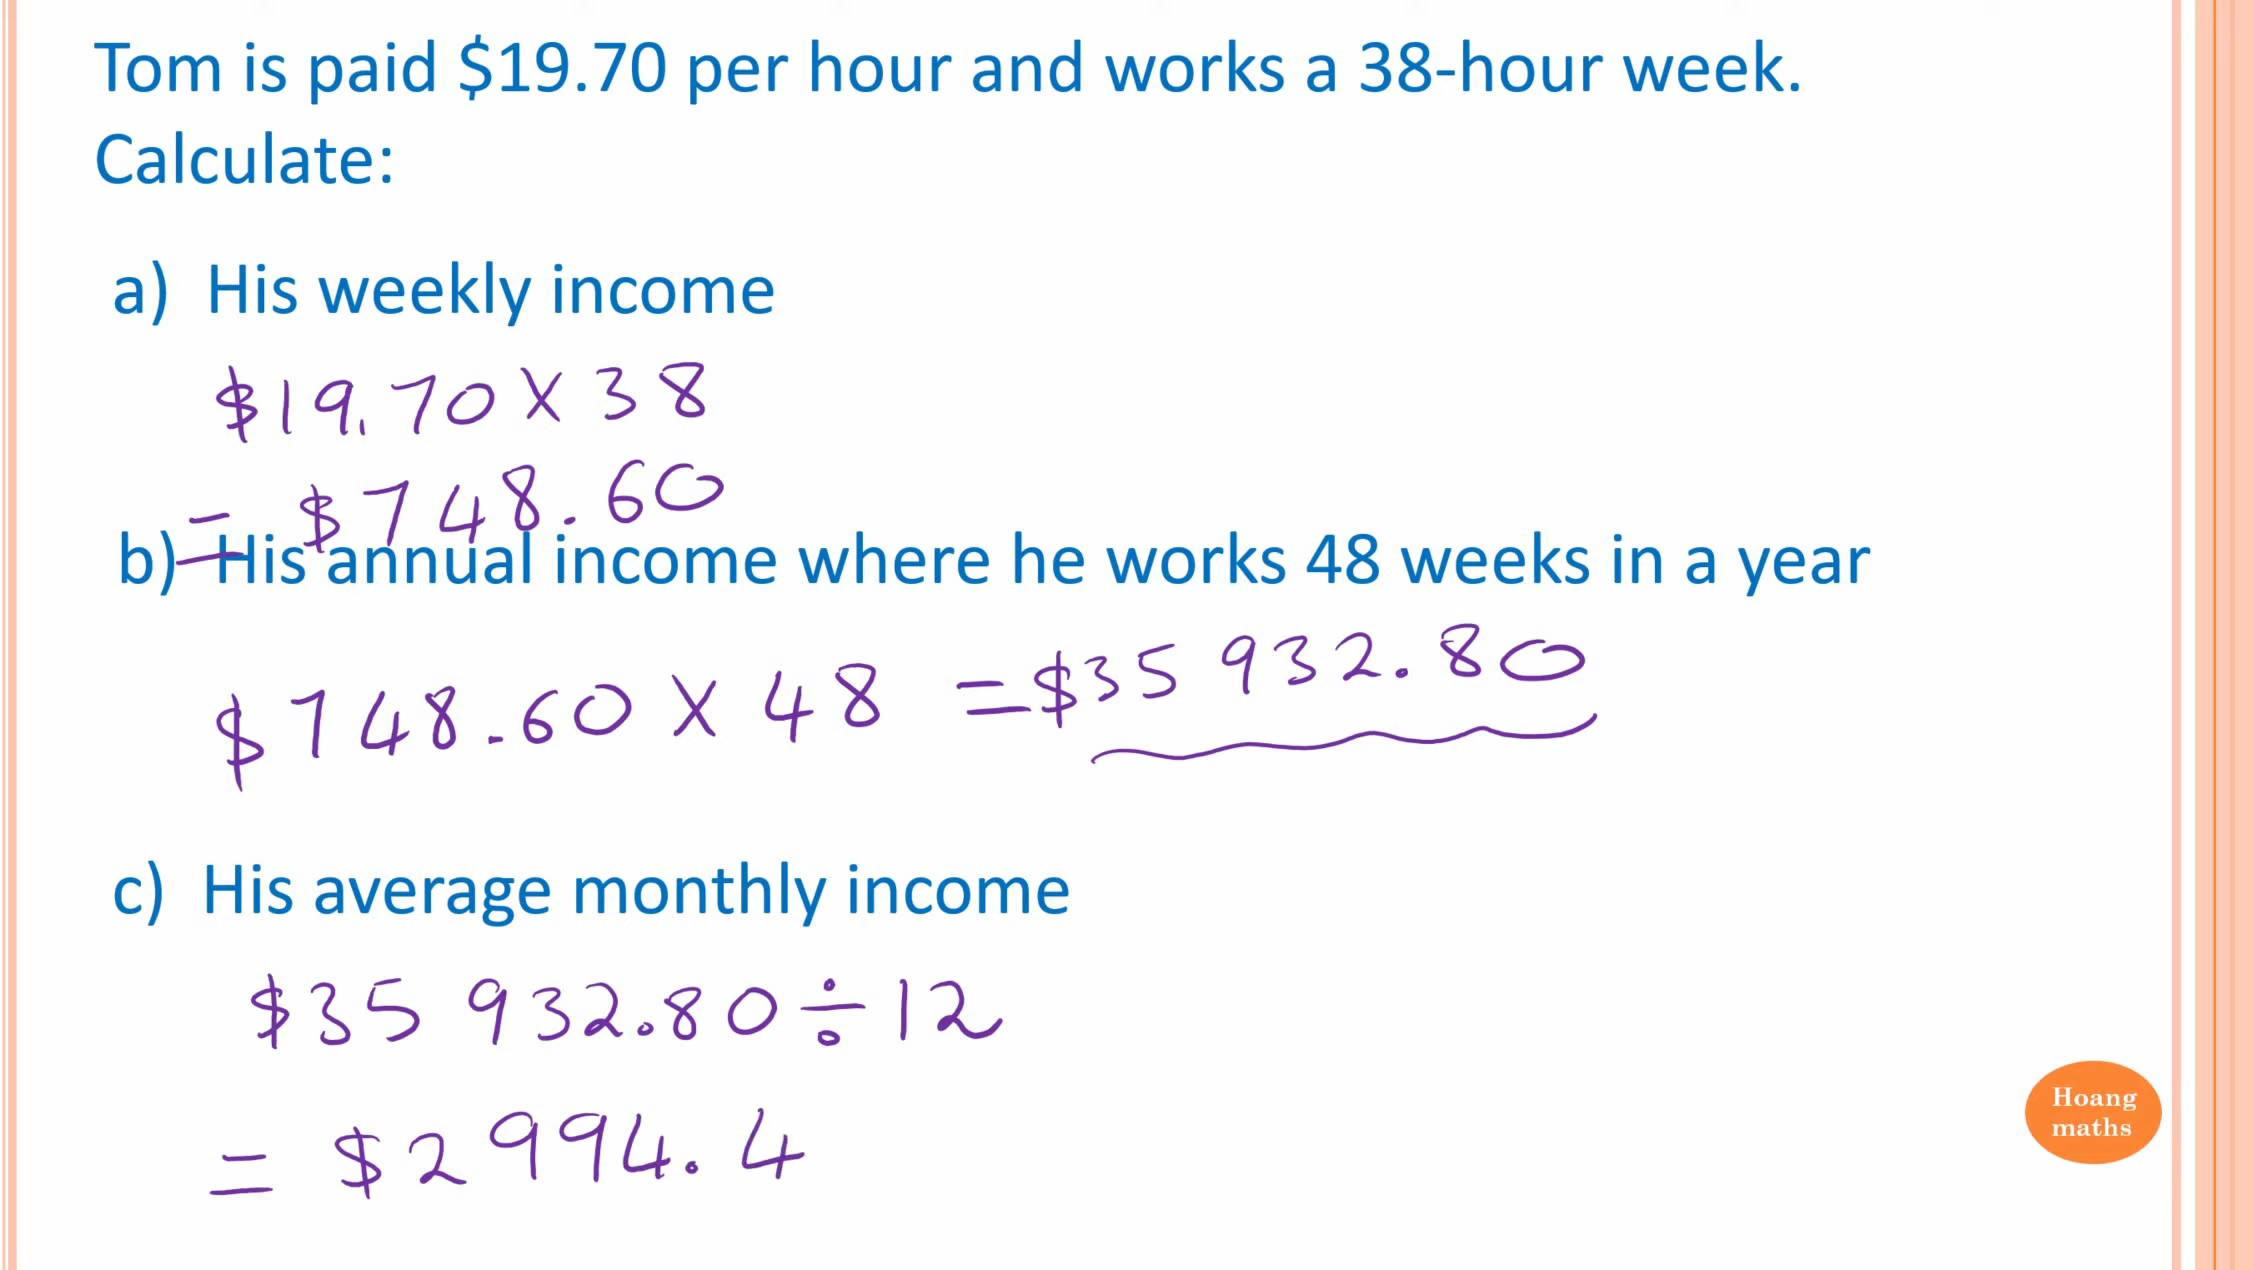 Tom is paid $19.70 per hour and works a 38-hour week.
Calculate:
a) His weekly income
$19.70 × 38
= $748.60
b) His annual income where he works 48 weeks in a year
$748.60 × 48 = $35 932.80
c) His average monthly income
$35 932.80 ÷ 12
= $2994.4
Hoang
maths